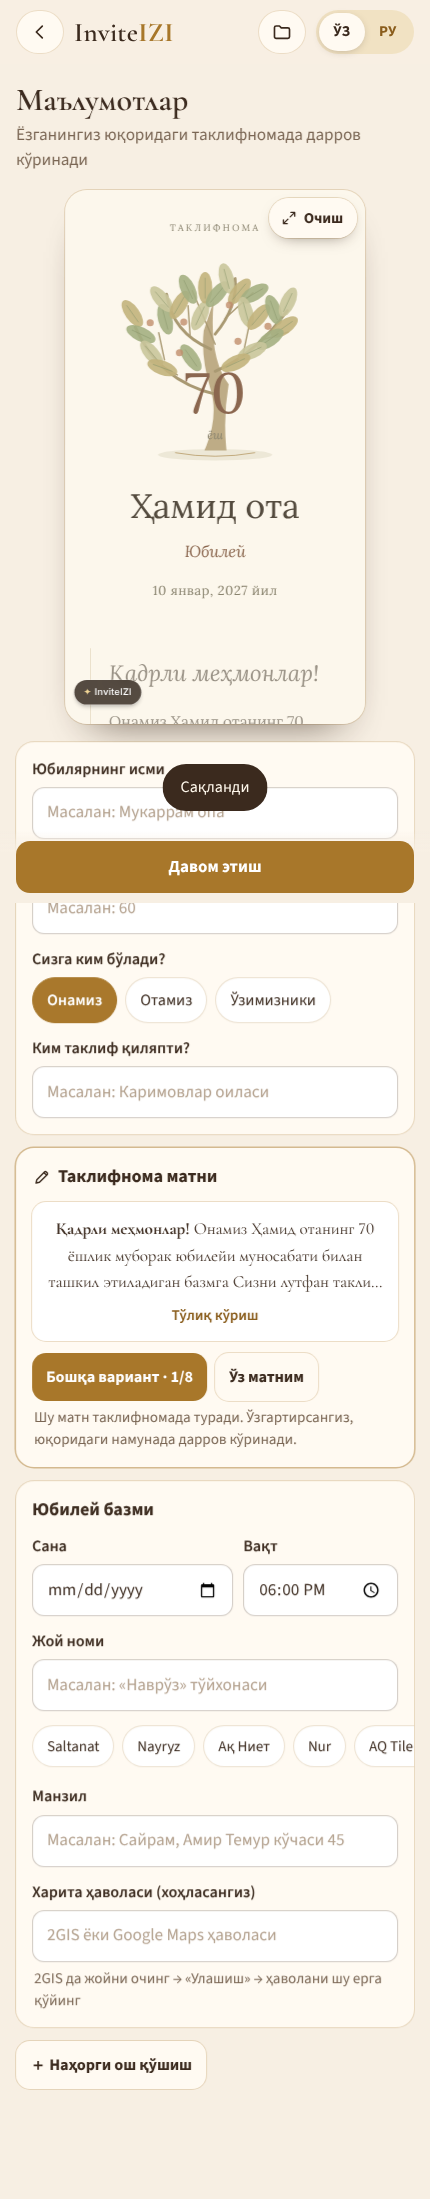 InviteIZI
ЎЗ
РУ
Маълумотлар
Ёзганингиз юқоридаги таклифномада дарров
кўринади
Очиш
ТАКЛИФНОМА
70
ёш
Ҳамид ота
Юбилей
10 январ, 2027 йил
Қадрли меҳмонлар!
✦ InviteIZI
Онамиз Ҳамид отанинг 70
Юбилярнинг исми
Сақланди
Масалан: Мукаррам опа
Давом этиш
Масалан: 60
Сизга ким бўлади?
Онамиз
Отамиз
Ўзимизники
Ким таклиф қиляпти?
Масалан: Каримовлар оиласи
Таклифнома матни
Қадрли меҳмонлар! Онамиз Ҳамид отанинг 70
ёшлик муборак юбилейи муносабати билан
ташкил этиладиган базмга Сизни лутфан такли...
Тўлиқ кўриш
Бошқа вариант · 1/8
Ўз матним
Шу матн таклифномада туради. Ўзгартирсангиз,
юқоридаги намунада дарров кўринади.
Юбилей базми
Сана
Вақт
mm/dd/yyyy
06:00 PM
Жой номи
Масалан: «Наврўз» тўйхонаси
Saltanat
Nayryz
Ақ Ниет
Nur
AQ Tile
Манзил
Масалан: Сайрам, Амир Темур кўчаси 45
Харита ҳаволаси (хоҳласангиз)
2GIS ёки Google Maps ҳаволаси
2GIS да жойни очинг → «Улашиш» → ҳаволани шу ерга
қўйинг
+ Наҳорги ош қўшиш